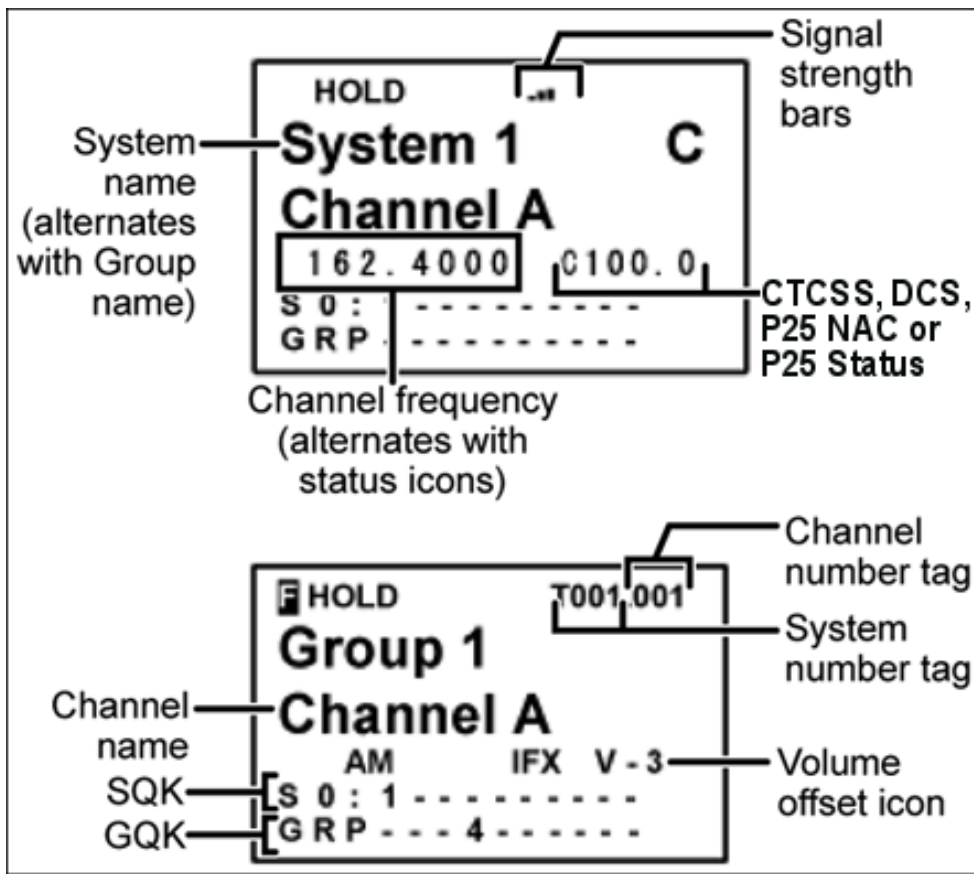 Signal
strength
bars
HOLD
System 1 C
Channel A
162.4000 C100.0
S0: - - - - - - - - -
GRP - - - - - - - - - -
System
name
(alternates
with Group
name)
CTCSS, DCS,
P25 NAC or
P25 Status
Channel frequency
(alternates with
status icons)
Channel
number tag
System
number tag
F HOLD T001 001
Group 1
Channel A
AM IFX V-3
S0:1 - - - - - - - - -
GRP - - - 4 - - - - - -
Channel
name
SQK
GQK
Volume
offset icon